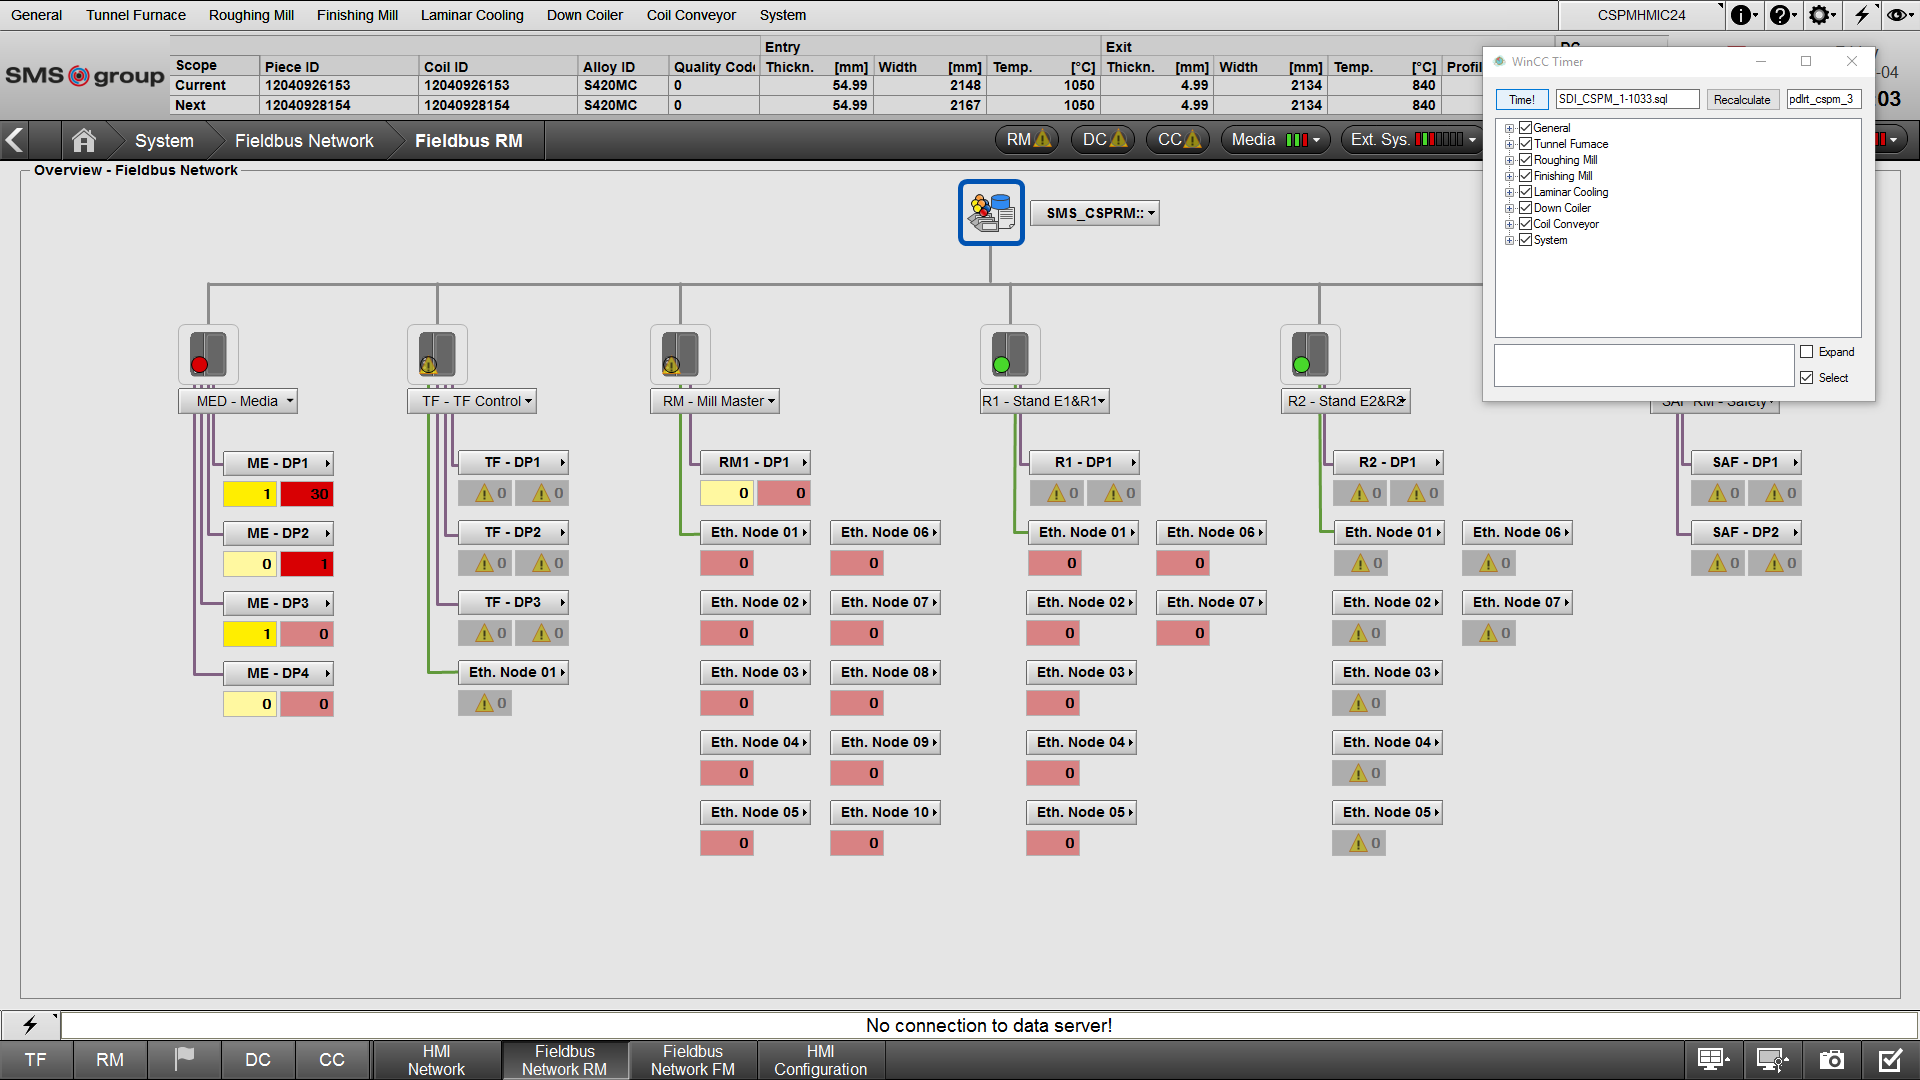 General Tunnel Furnace Roughing Mill Finishing Mill Laminar Cooling Down Coiler Coil Conveyor System CSPMHMIC24
SMS group
Entry Exit
Scope Piece ID Coil ID Alloy ID Quality Code Thickn. [mm] Width [mm] Temp. [°C] Thickn. [mm] Width [mm] Temp. [°C]
Current 12040926153 12040926153 S420MC 0 54.99 2148 1050 4.99 2134 840
Next 12040928154 12040928154 S420MC 0 54.99 2167 1050 4.99 2134 840
-04
03
System Fieldbus Network Fieldbus RM RM DC CC Media Ext. Sys.
WinCC Timer
Time! SDI_CSPM_1-1033.sql Recalculate pdlrt_cspm_3
General
Tunnel Furnace
Roughing Mill
Finishing Mill
Laminar Cooling
Down Coiler
Coil Conveyor
System
Expand
Select
Overview - Fieldbus Network
SMS_CSPRM::
MED - Media TF - TF Control RM - Mill Master R1 - Stand E1&R1 R2 - Stand E2&R2 SAF RM - Safety
ME - DP1 TF - DP1 RM1 - DP1 R1 - DP1 R2 - DP1 SAF - DP1
1 30 0 0 0 0 0 0 0 0 0 0
ME - DP2 TF - DP2 Eth. Node 01 Eth. Node 06 Eth. Node 01 Eth. Node 06 Eth. Node 01 Eth. Node 06 SAF - DP2
0 1 0 0 0 0 0 0 0 0 0 0
ME - DP3 TF - DP3 Eth. Node 02 Eth. Node 07 Eth. Node 02 Eth. Node 07 Eth. Node 02 Eth. Node 07
1 0 0 0 0 0 0 0 0 0
ME - DP4 Eth. Node 01 Eth. Node 03 Eth. Node 08 Eth. Node 03 Eth. Node 03
0 0 0 0 0 0 0
Eth. Node 04 Eth. Node 09 Eth. Node 04 Eth. Node 04
0 0 0 0
Eth. Node 05 Eth. Node 10 Eth. Node 05 Eth. Node 05
0 0 0 0
No connection to data server!
TF RM DC CC HMI Network Fieldbus Network RM Fieldbus Network FM HMI Configuration